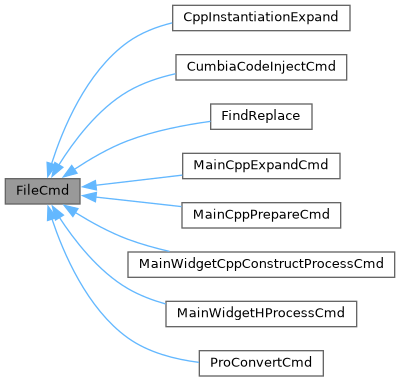 CppInstantiationExpand
CumbiaCodeInjectCmd
FindReplace
MainCppExpandCmd
FileCmd
MainCppPrepareCmd
MainWidgetCppConstructProcessCmd
MainWidgetHProcessCmd
ProConvertCmd